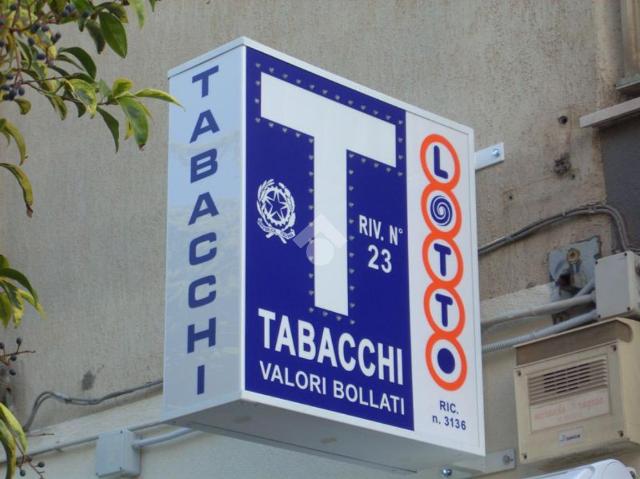 TABACCHI
T
RIV. N°
23
TABACCHI
VALORI BOLLATI
LOTTO
RIC.
n. 3136